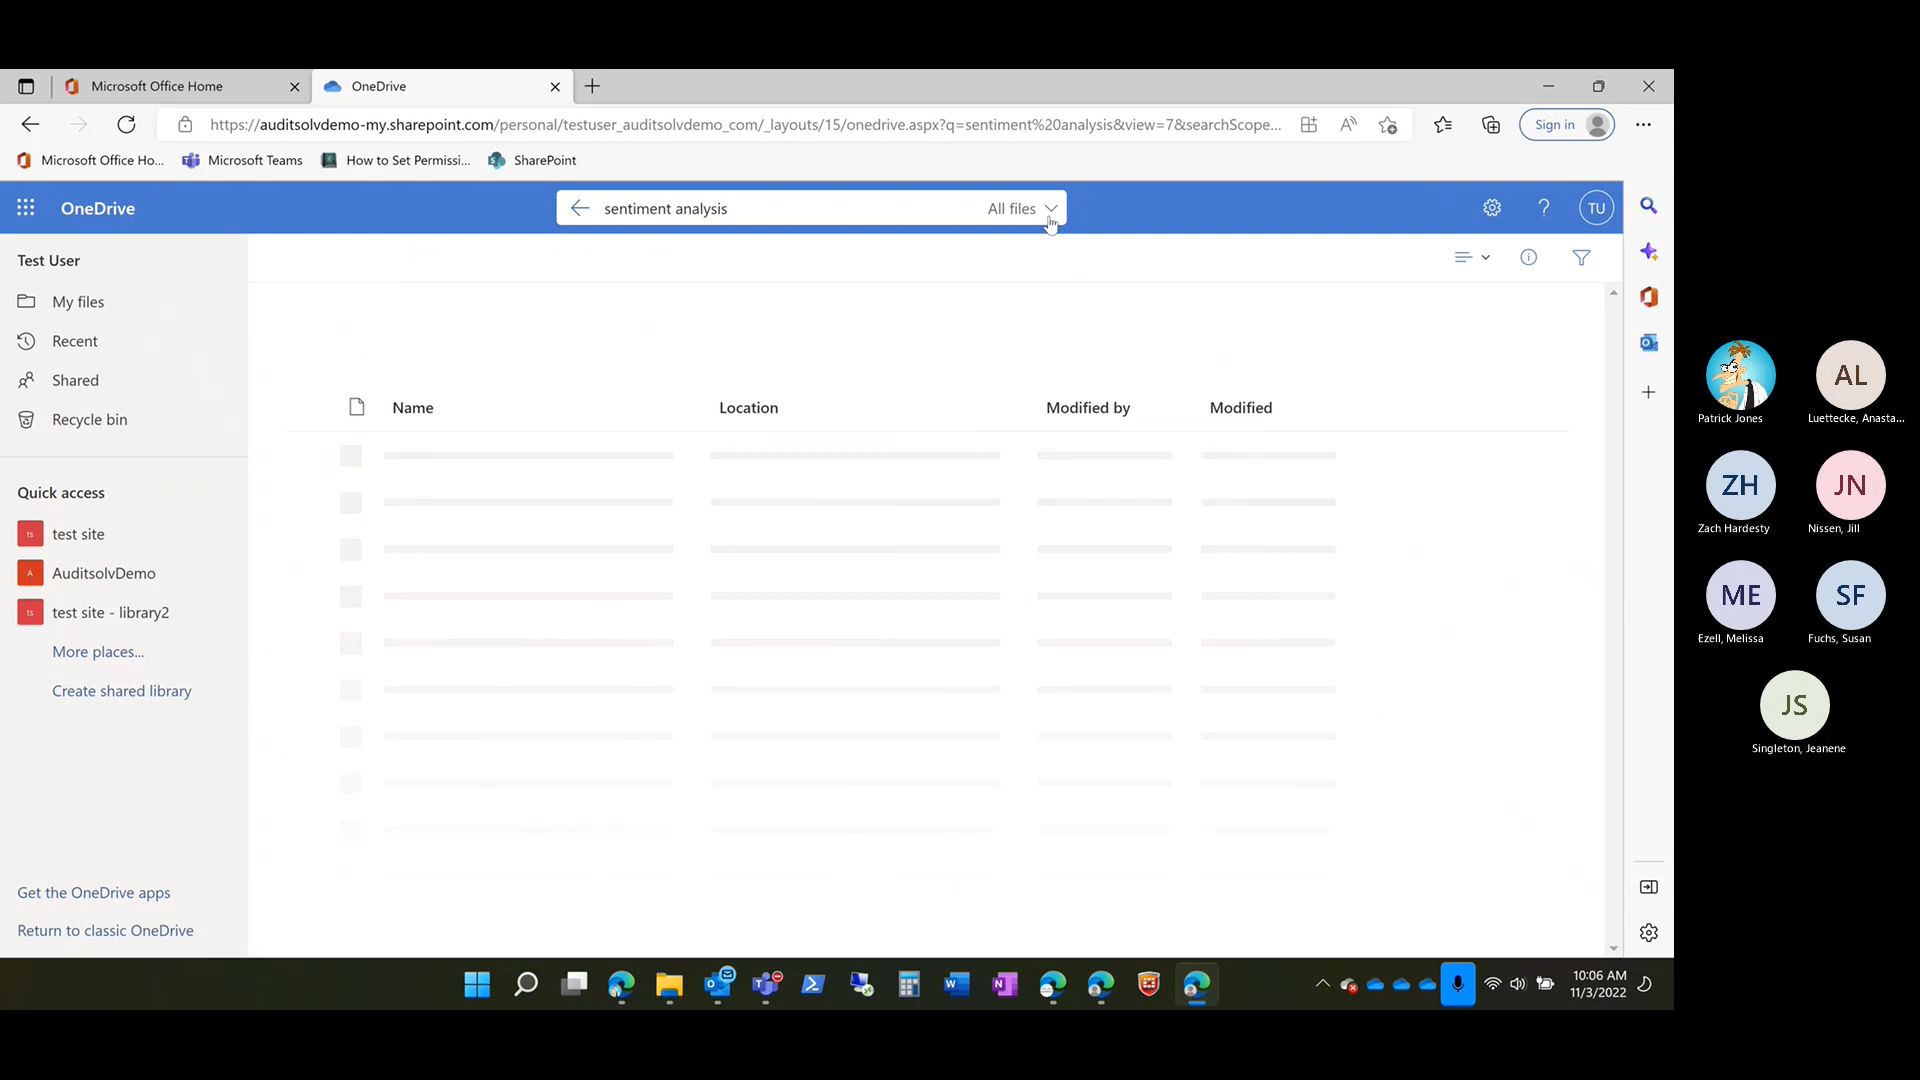 Microsoft Office Home
OneDrive
https://auditsolvdemo-my.sharepoint.com/personal/testuser_auditsolvdemo_com/_layouts/15/onedrive.aspx?q=sentiment%20analysis&view=7&searchScope...
Sign in
Microsoft Office Ho...
Microsoft Teams
How to Set Permissi...
SharePoint
OneDrive
sentiment analysis
All files
TU
Test User
My files
Recent
Shared
Recycle bin
Quick access
ts test site
A AuditsolvDemo
ts test site - library2
More places...
Create shared library
Get the OneDrive apps
Return to classic OneDrive
Name
Location
Modified by
Modified
10:06 AM
11/3/2022
Patrick Jones
AL
Luettecke, Anasta...
ZH
Zach Hardesty
JN
Nissen, Jill
ME
Ezell, Melissa
SF
Fuchs, Susan
JS
Singleton, Jeanene